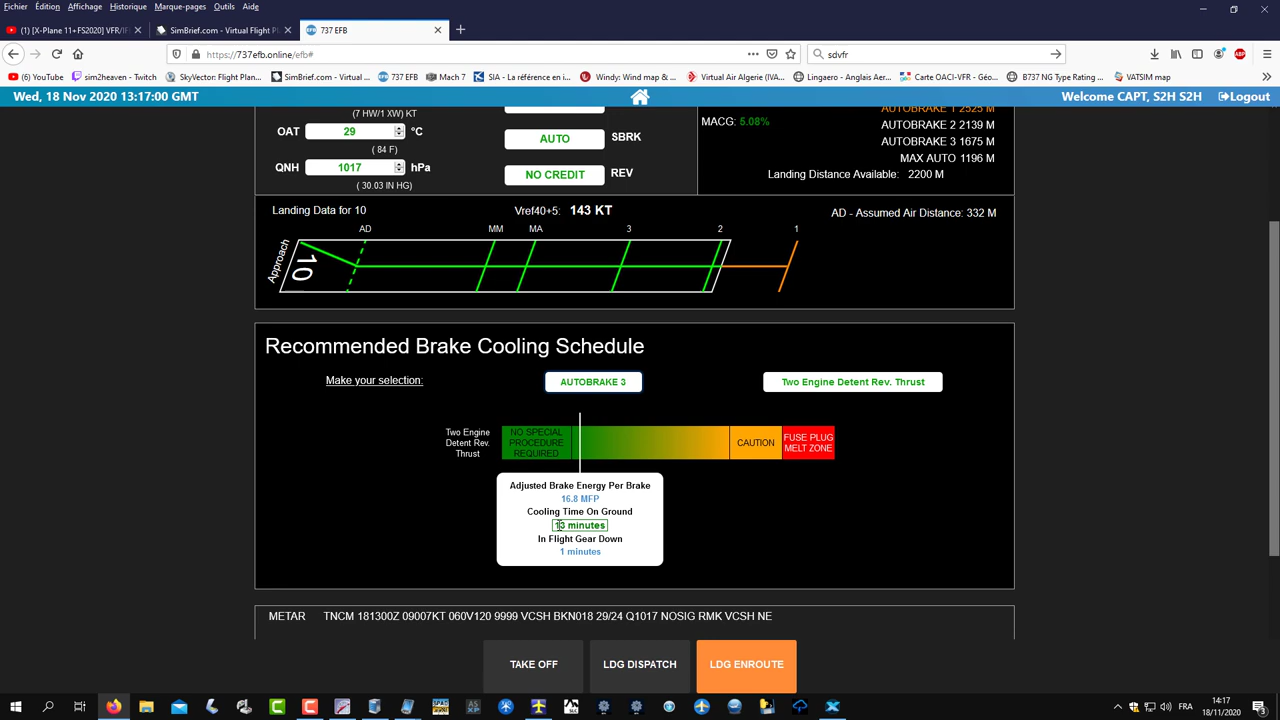 Fichier Édition Affichage Historique Marque-pages Outils Aide
(1) [X-Plane 11+FS2020] VFR/IF
SimBrief.com - Virtual Flight P
737 EFB
https://737efb.online/efb#
sdvfr
(6) YouTube
sim2heaven - Twitch
SkyVector: Flight Plan...
SimBrief.com - Virtual ...
737 EFB
Mach 7
SIA - La référence en i...
Windy: Wind map & ...
Virtual Air Algerie (IVA...
Lingaero - Anglais Aer...
Carte OACI-VFR - Géo...
B737 NG Type Rating ...
VATSIM map
Wed, 18 Nov 2020 13:17:00 GMT
Welcome CAPT, S2H S2H
Logout
(7 HW/1 XW) KT
OAT 29 °C
( 84 F)
QNH 1017 hPa
( 30.03 IN HG)
AUTO SBRK
NO CREDIT REV
MACG: 5.08%
AUTOBRAKE 1 2525 M
AUTOBRAKE 2 2139 M
AUTOBRAKE 3 1675 M
MAX AUTO 1196 M
Landing Distance Available: 2200 M
Landing Data for 10
Vref40+5: 143 KT
AD - Assumed Air Distance: 332 M
AD MM MA 3 2 1
Approach
10
Recommended Brake Cooling Schedule
Make your selection:
AUTOBRAKE 3
Two Engine Detent Rev. Thrust
Two Engine
Detent Rev.
Thrust
NO SPECIAL
PROCEDURE
REQUIRED
CAUTION
FUSE PLUG
MELT ZONE
Adjusted Brake Energy Per Brake
16.8 MFP
Cooling Time On Ground
13 minutes
In Flight Gear Down
1 minutes
METAR TNCM 181300Z 09007KT 060V120 9999 VCSH BKN018 29/24 Q1017 NOSIG RMK VCSH NE
TAKE OFF
LDG DISPATCH
LDG ENROUTE
FRA
14:17
18/11/2020